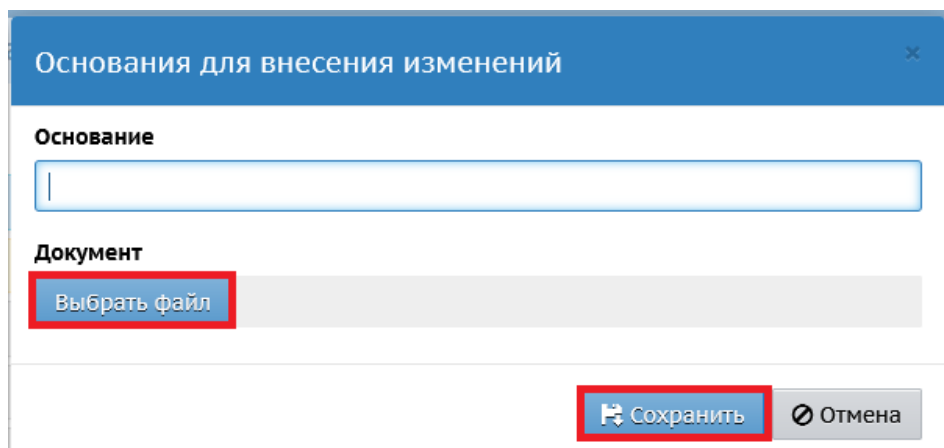 Основания для внесения изменений
Основание
Документ
Выбрать файл
Сохранить
Отмена